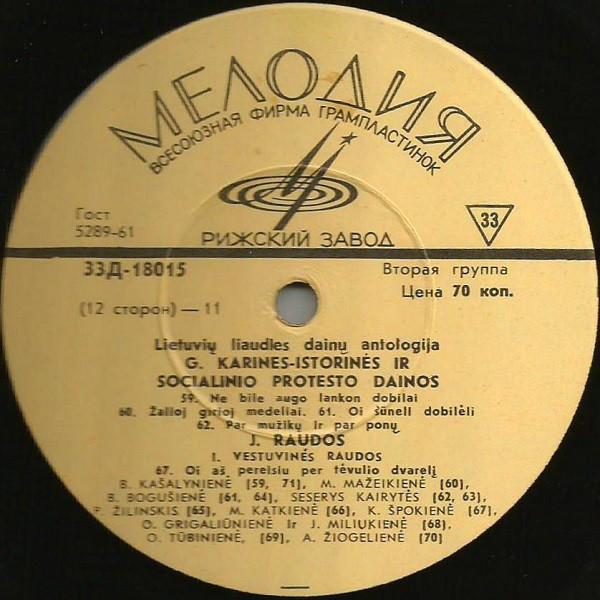 МЕЛОДИЯ
ВСЕСОЮЗНАЯ ФИРМА ГРАМПЛАСТИНОК
Гост
5289-61
33
РИЖСКИЙ ЗАВОД
33Д-18015
Вторая группа
Цена 70 коп.
(12 сторон) — 11
Lietuvių liaudies dainų antologija
G. KARINES-ISTORINĖS IR
SOCIALINIO PROTESTO DAINOS
59. Ne bile augo lankon dobilai
60. Žalioj girioj medeliai. 61. Oi šuneli dobilėli
62. Par mužikų ir par ponų
J. RAUDOS
I. VESTUVINĖS RAUDOS
67. Oi aš pereisiu per tėvulio dvarelį
B. KAŠALYNIENĖ [59, 71], M. MAŽEIKIENĖ [60],
B. BOGUŠIENĖ [61, 64], SESERYS KAIRYTĖS [62, 63],
P. ŽILINSKIS [65], M. KATKIENĖ [66], K. ŠPOKIENĖ [67],
O. GRIGALIŪNIENĖ Ir J. MILIUKIENĖ [68],
O. TŪBINIENĖ, [69], A. ŽIOGELIENĖ [70]